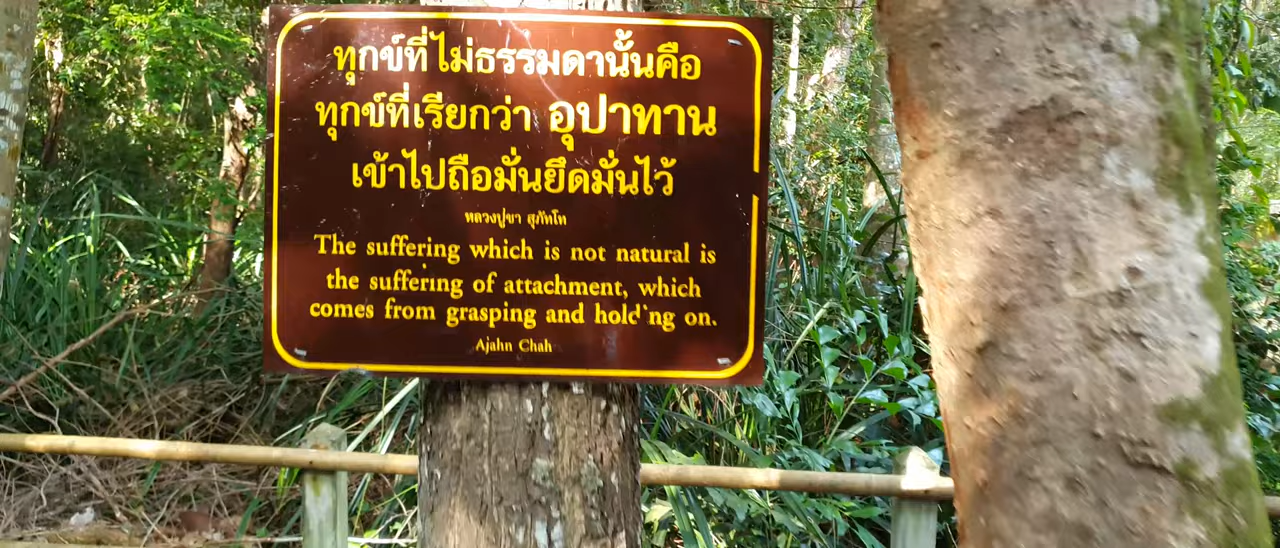 ทุกข์ที่ไม่ธรรมดานั้นคือ
ทุกข์ที่เรียกว่า อุปาทาน
เข้าไปถือมั่นยึดมั่นไว้
หลวงปู่ชา สุภัทโท
The suffering which is not natural is
the suffering of attachment, which
comes from grasping and holding on.
Ajahn Chah